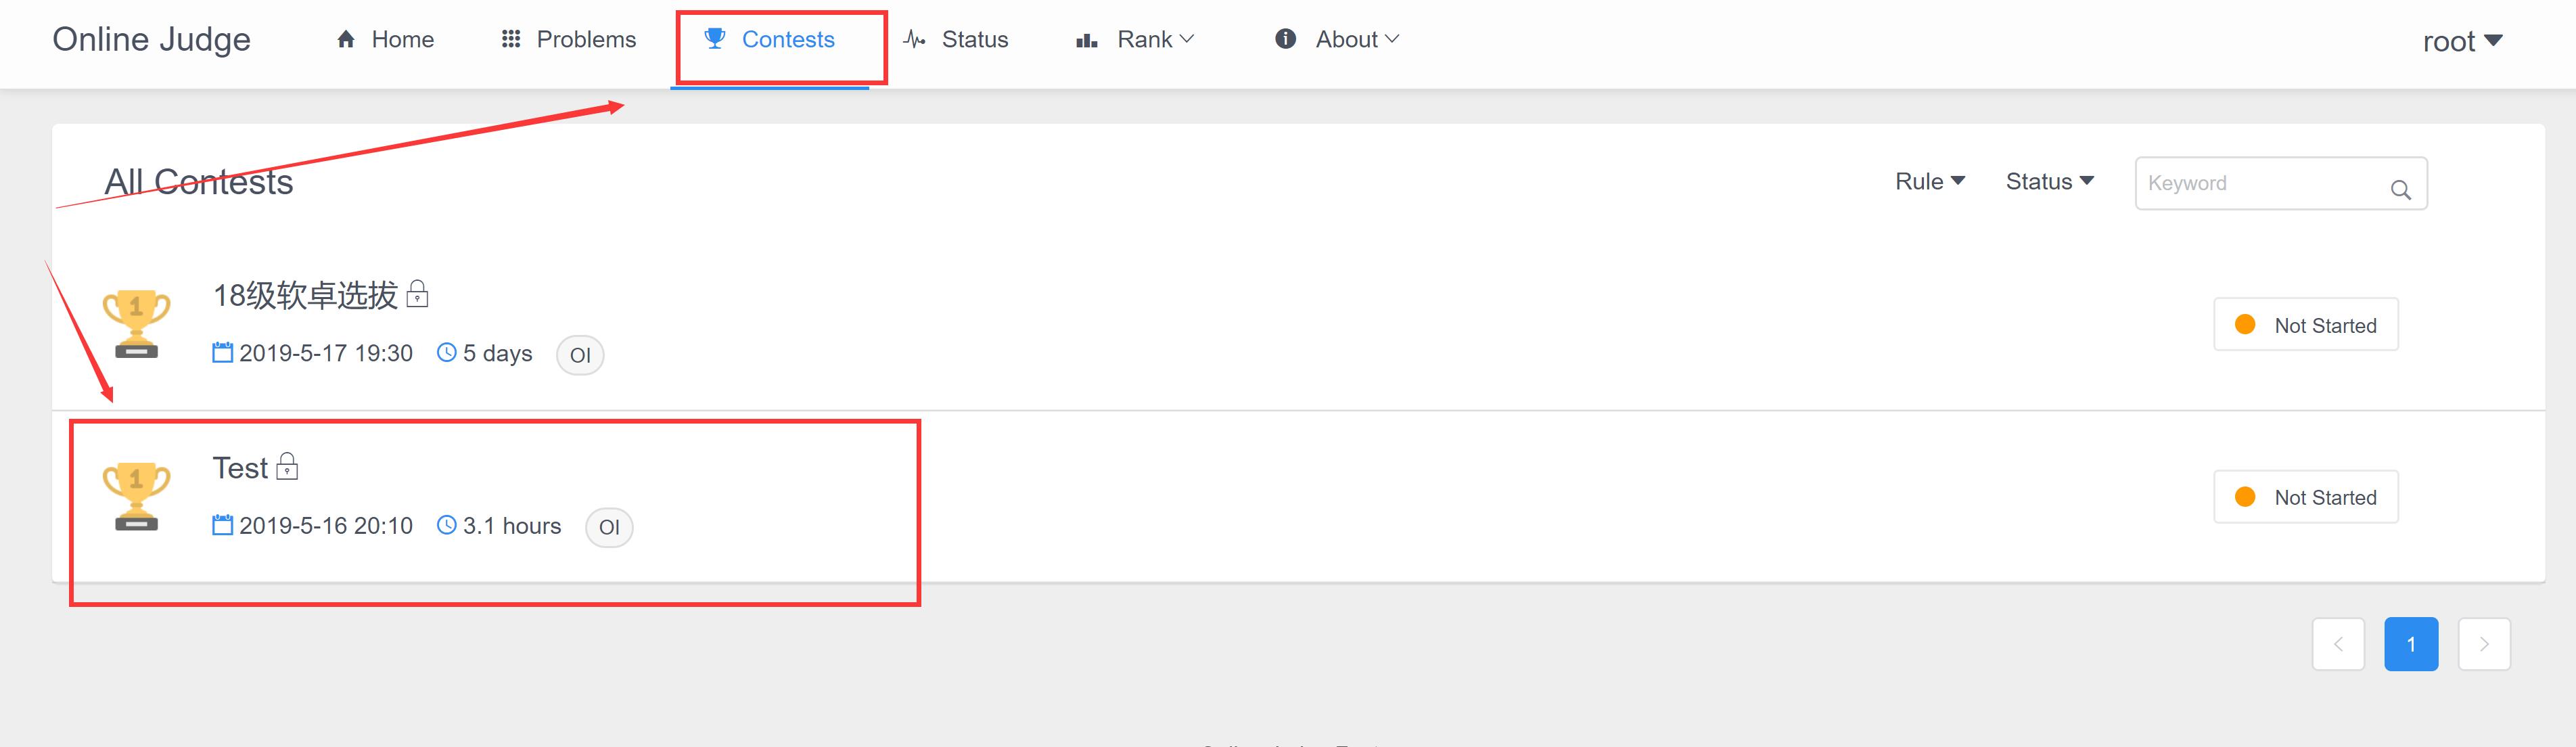 Online Judge Home Problems Contests Status Rank About root
All Contests Rule Status Keyword
18级软卓选拔
2019-5-17 19:30 5 days OI Not Started
Test
2019-5-16 20:10 3.1 hours OI Not Started
1